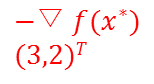 −▽ f(x*)
(3,2)ᵀ